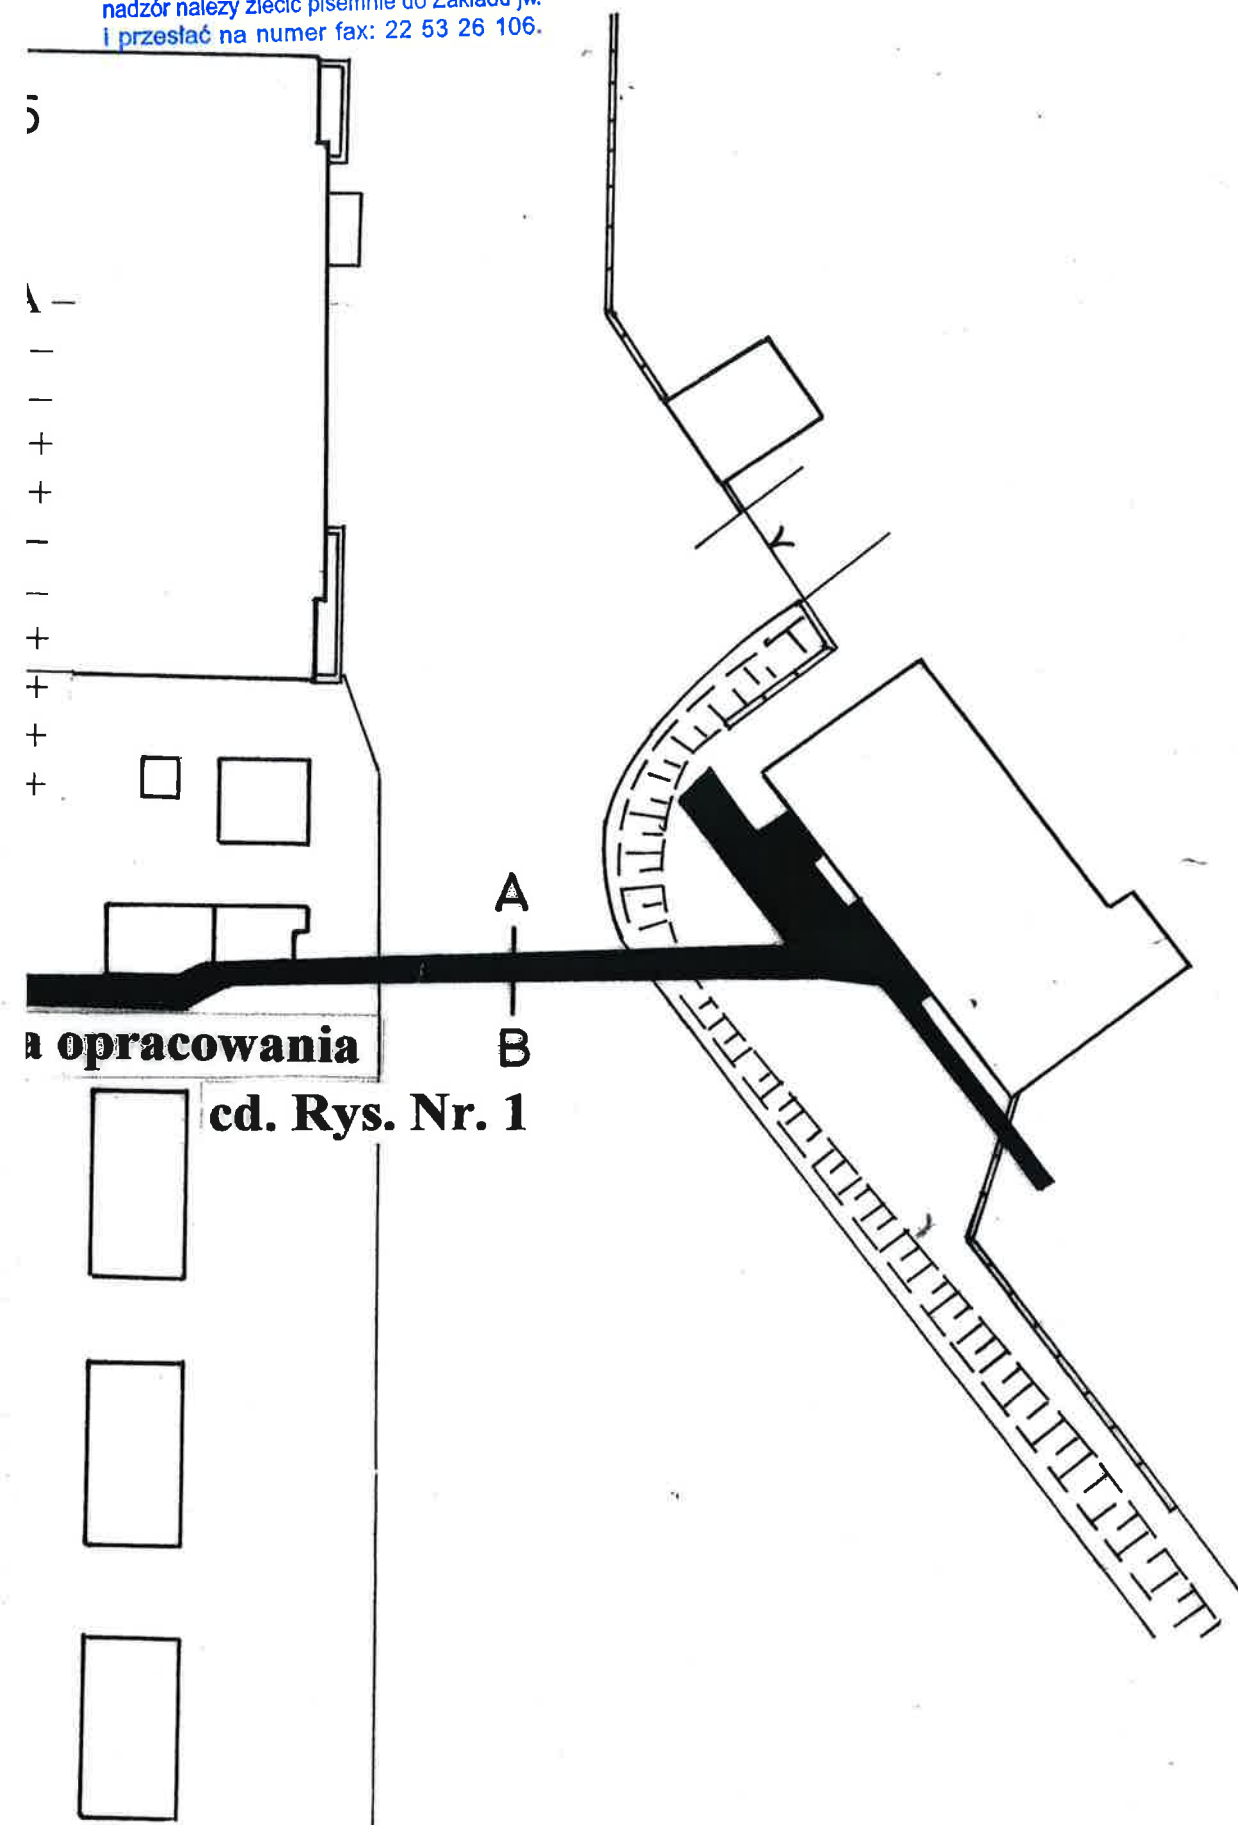 nadzór należy zlecić pisemnie do Zakładu jw.
i przesłać na numer fax: 22 53 26 106.
5
A –
–
–
+
+
–
–
+
+
+
+
A
B
a opracowania
cd. Rys. Nr. 1